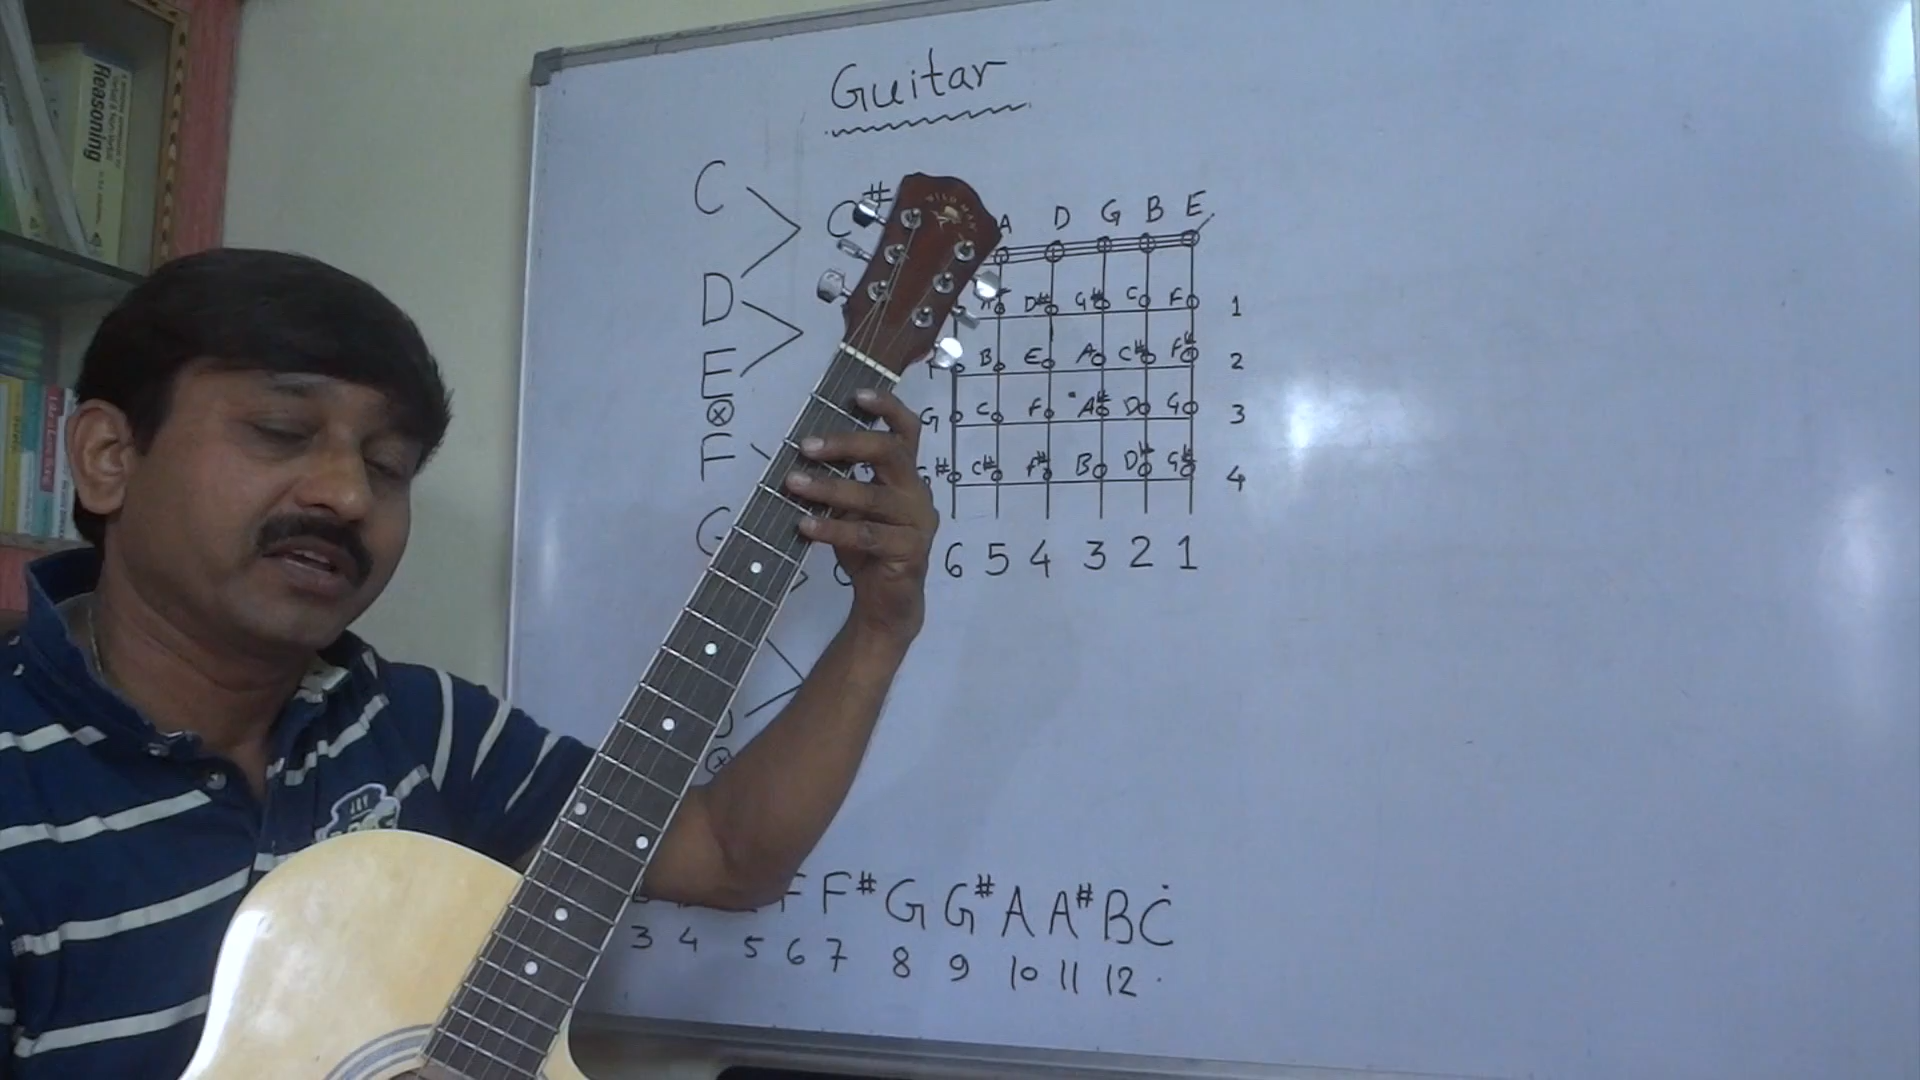 Reasoning
Guitar
C
C#
A D G B E
D
D# G# C F 1
B E A C# F# 2
E
G C F A# D G 3
F
G# C# F# B D# G# 4
G
6 5 4 3 2 1
F F# G G# A A# B Ċ
3 4 5 6 7 8 9 10 11 12